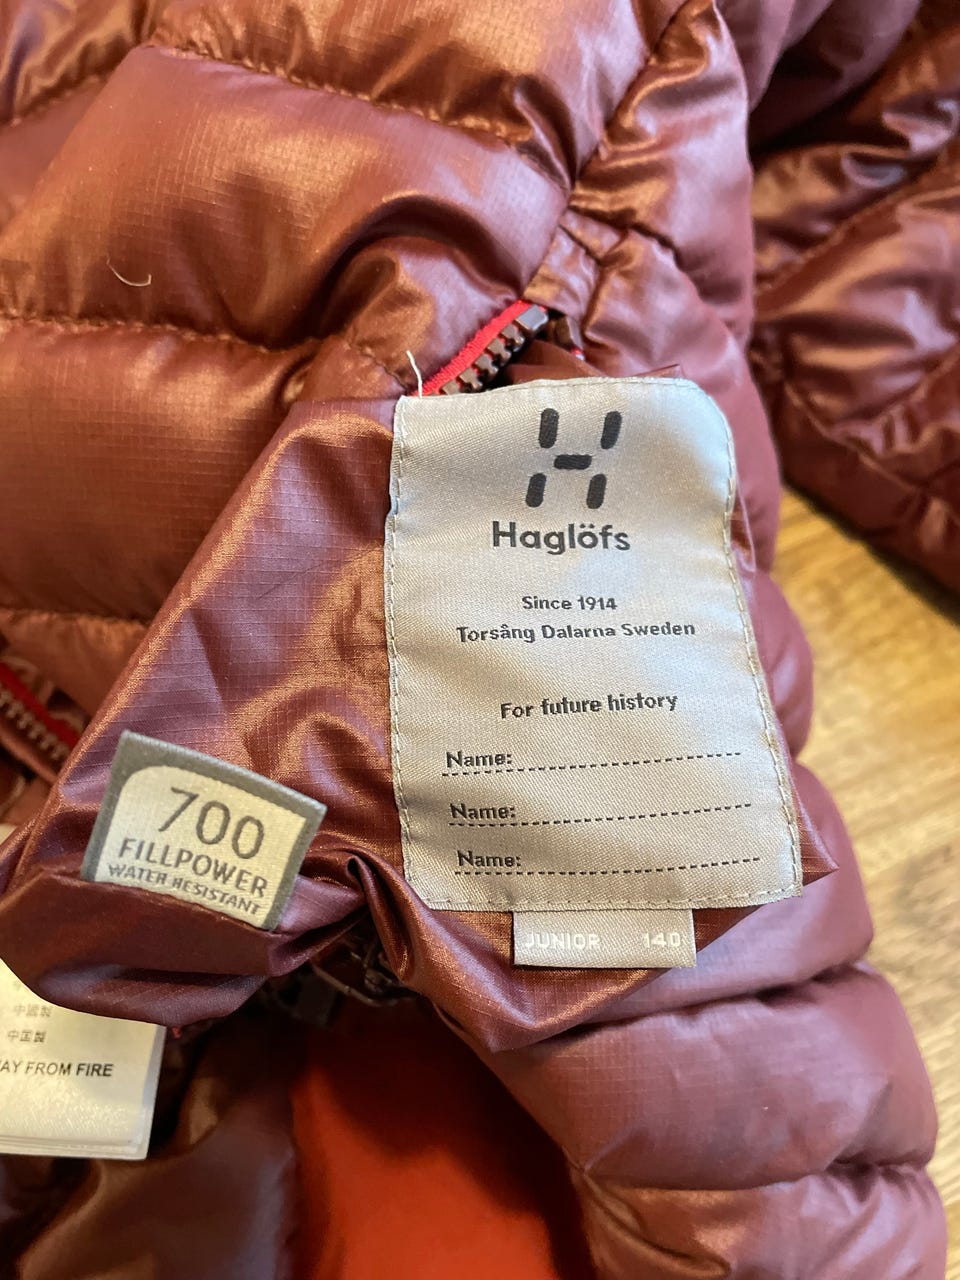 Haglöfs
Since 1914
Torsång Dalarna Sweden
For future history
Name:
Name:
Name:
JUNIOR 140
700
FILLPOWER
WATER RESISTANT
中國製
中国製
AY FROM FIRE